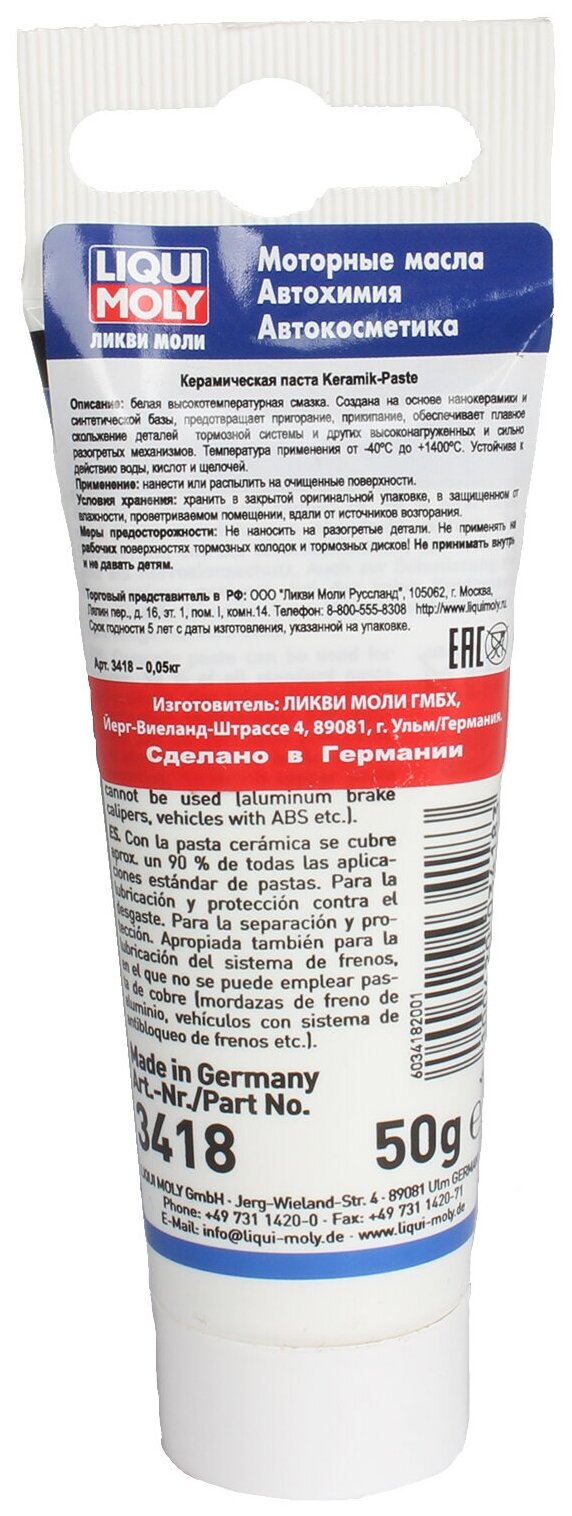 LIQUI
MOLY
ЛИКВИ МОЛИ
Моторные масла
Автохимия
Автокосметика
Керамическая паста Keramik-Paste
Описание: белая высокотемпературная смазка. Создана на основе нанокерамики и
синтетической базы, предотвращает пригорание, прикипание, обеспечивает плавное
скольжение деталей тормозной системы и других высоконагруженных и сильно
разогретых механизмов. Температура применения от -40ºС до +1400ºС. Устойчива к
действию воды, кислот и щелочей.
Применение: нанести или распылить на очищенные поверхности.
Условия хранения: хранить в закрытой оригинальной упаковке, в защищенном от
влажности, проветриваемом помещении, вдали от источников возгорания.
Меры предосторожности: Не наносить на разогретые детали. Не применять на
рабочих поверхностях тормозных колодок и тормозных дисков! Не принимать внутрь
и не давать детям.
Торговый представитель в РФ: ООО "Ликви Моли Руссланд", 105062, г. Москва,
Лялин пер., д. 16, эт. 1, пом. I, комн.14. Телефон: 8-800-555-8308 http://www.liquimoly.ru.
Срок годности 5 лет с даты изготовления, указанной на упаковке.
Арт. 3418 – 0,05кг
EAC
Изготовитель: ЛИКВИ МОЛИ ГМБХ,
Йерг-Виеланд-Штрассе 4, 89081, г. Ульм/Германия.
Сделано в Германии
cannot be used (aluminum brake
calipers, vehicles with ABS etc.).
ES. Con la pasta cerámica se cubre
aprox. un 90 % de todas las aplica-
ciones estándar de pastas. Para la
lubricación y protección contra el
desgaste. Para la separación y pro-
tección. Apropiada también para la
lubricación del sistema de frenos,
en el que no se puede emplear pas-
ta de cobre (mordazas de freno de
aluminio, vehículos con sistema de
antibloqueo de frenos etc.).
6034182001
Made in Germany
Art.-Nr./Part No.
3418
50g e
LIQUI MOLY GmbH · Jerg-Wieland-Str. 4 · 89081 Ulm GERMANY
Phone: +49 731 1420-0 · Fax: +49 731 1420-71
E-Mail: info@liqui-moly.de · www.liqui-moly.de